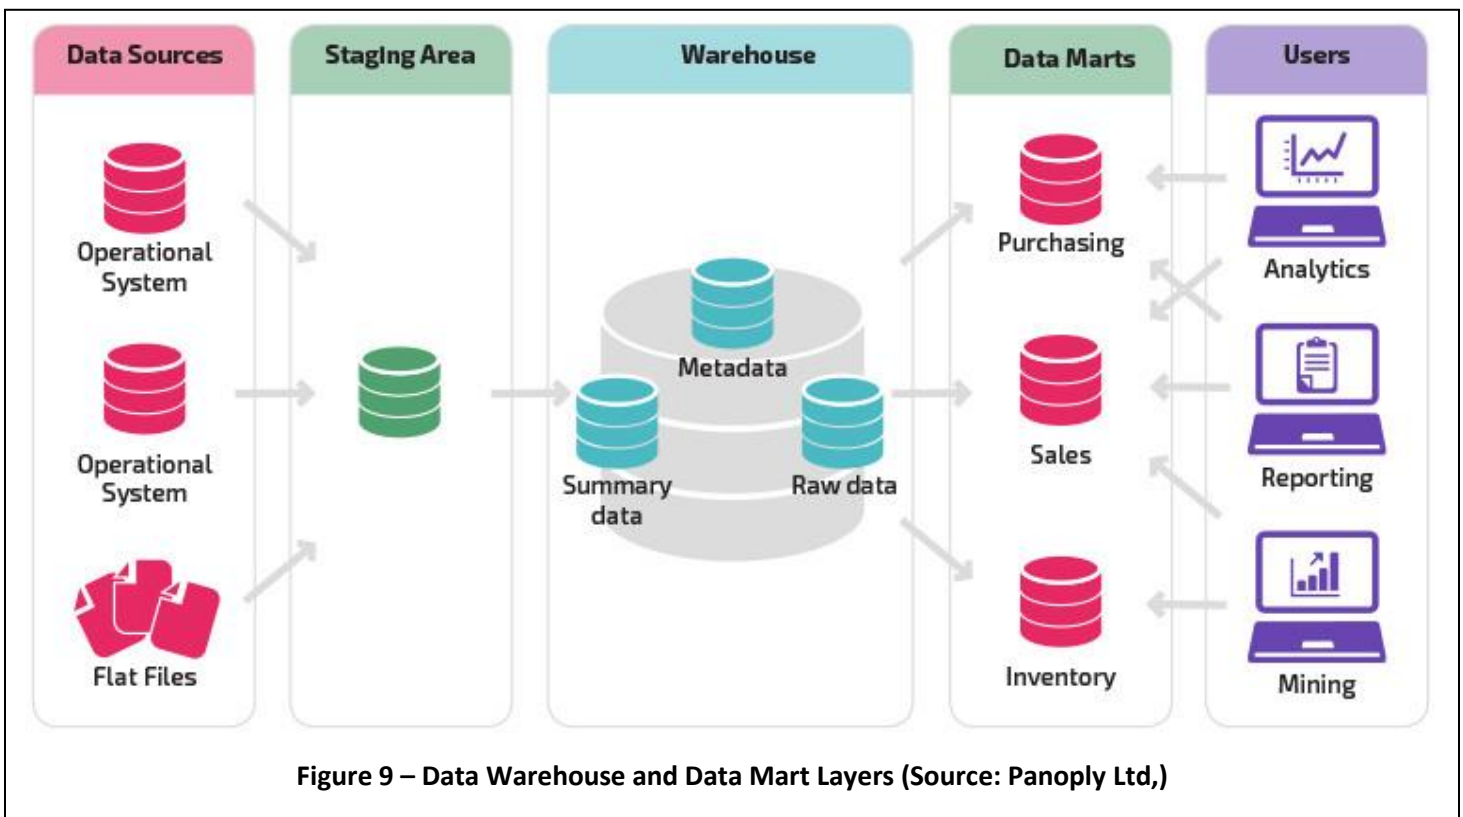 Data Sources
Staging Area
Warehouse
Data Marts
Users
Operational
System
Operational
System
Flat Files
Metadata
Summary
data
Raw data
Purchasing
Sales
Inventory
Analytics
Reporting
Mining
Figure 9 – Data Warehouse and Data Mart Layers (Source: Panoply Ltd,)